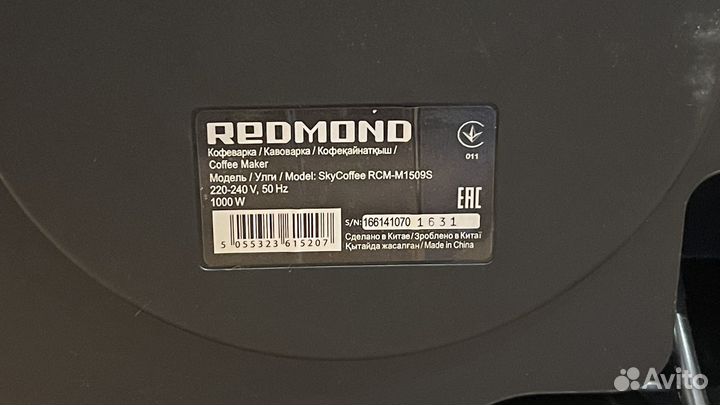 REDMOND
Кофеварка / Кавоварка / Кофеқайнатқыш /
Coffee Maker
Модель / Улги / Model: SkyCoffee RCM-M1509S
220-240 V, 50 Hz
1000 W
011
EAC
S/N: 166141070 1631
5 055323 615207
Сделано в Китае / Зроблено в Китаї
Қытайда жасалған / Made in China
Avito